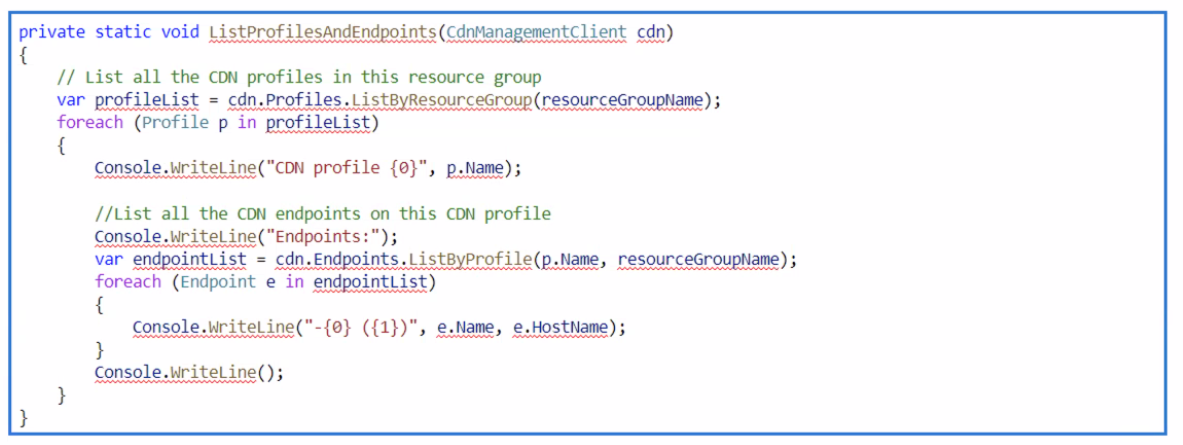 private static void ListProfilesAndEndpoints(CdnManagementClient cdn)
{
    // List all the CDN profiles in this resource group
    var profileList = cdn.Profiles.ListByResourceGroup(resourceGroupName);
    foreach (Profile p in profileList)
    {
        Console.WriteLine("CDN profile {0}", p.Name);

        //List all the CDN endpoints on this CDN profile
        Console.WriteLine("Endpoints:");
        var endpointList = cdn.Endpoints.ListByProfile(p.Name, resourceGroupName);
        foreach (Endpoint e in endpointList)
        {
            Console.WriteLine("-{0} ({1})", e.Name, e.HostName);
        }
        Console.WriteLine();
    }
}